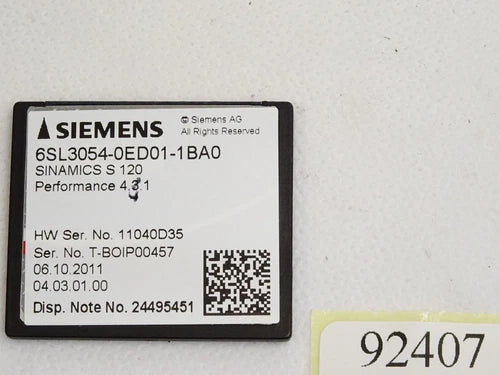 SIEMENS
© Siemens AG
All Rights Reserved
6SL3054-0ED01-1BA0
SINAMICS S 120
Performance 4.3.1
HW Ser. No. 11040D35
Ser. No. T-BOIP00457
06.10.2011
04.03.01.00
Disp. Note No. 24495451
92407